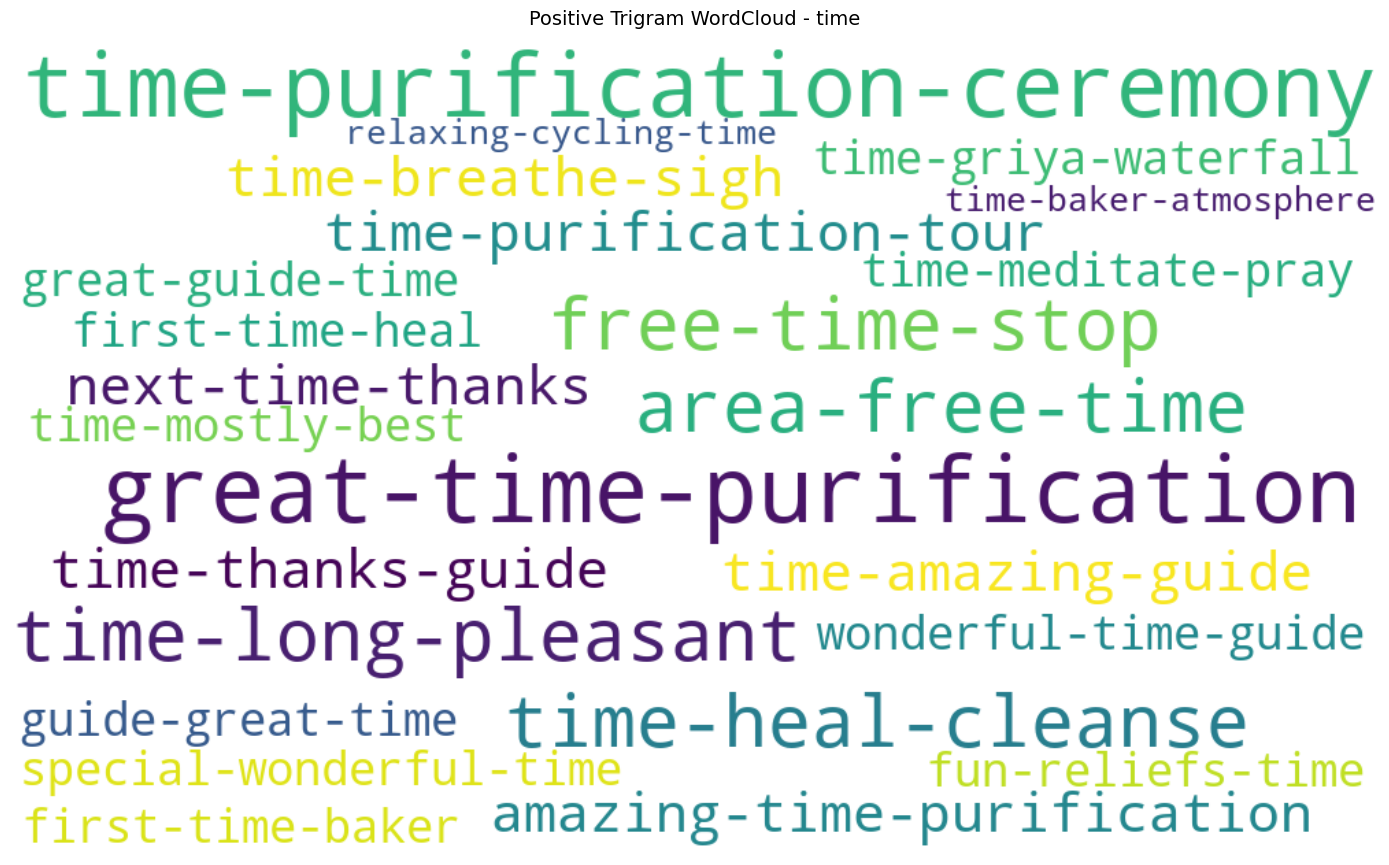 Positive Trigram WordCloud - time
time-purification-ceremony
relaxing-cycling-time
time-griya-waterfall
time-breathe-sigh
time-baker-atmosphere
time-purification-tour
time-meditate-pray
great-guide-time
first-time-heal
free-time-stop
next-time-thanks
area-free-time
time-mostly-best
great-time-purification
time-thanks-guide
time-amazing-guide
time-long-pleasant
wonderful-time-guide
guide-great-time
time-heal-cleanse
special-wonderful-time
fun-reliefs-time
first-time-baker
amazing-time-purification